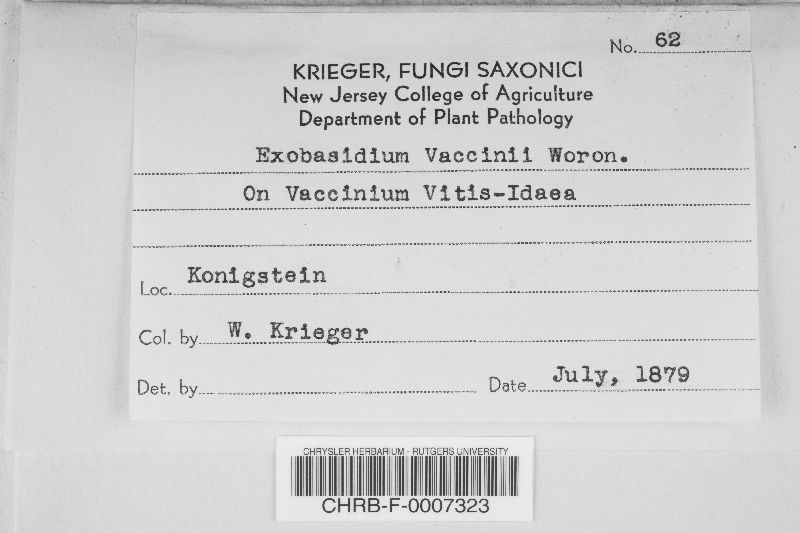 No. 62
KRIEGER, FUNGI SAXONICI
New Jersey College of Agriculture
Department of Plant Pathology
Exobasidium Vaccinii Woron.
On Vaccinium Vitis-Idaea
Loc. Konigstein
Col. by W. Krieger
Det. by Date July, 1879
CHRYSLER HERBARIUM - RUTGERS UNIVERSITY
CHRB-F-0007323